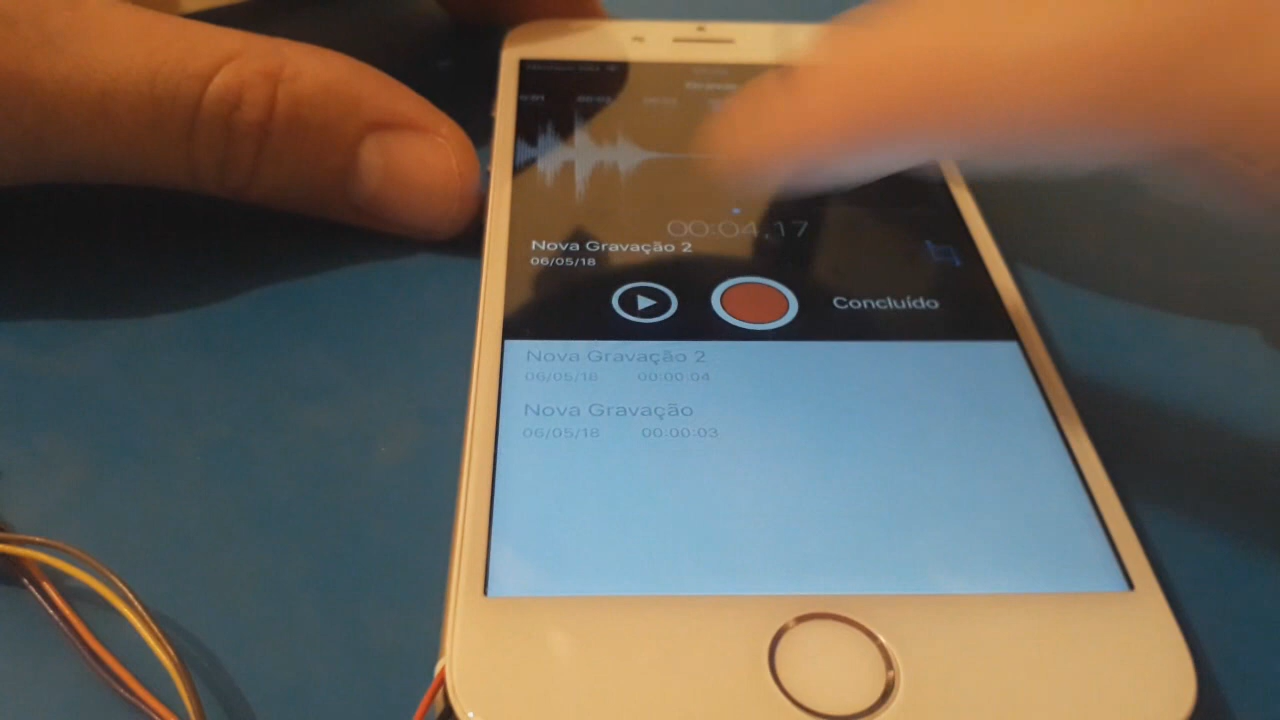 00:04,17
Nova Gravação 2
06/05/18
Concluído
Nova Gravação 2
06/05/18 00:00:04
Nova Gravação
06/05/18 00:00:03